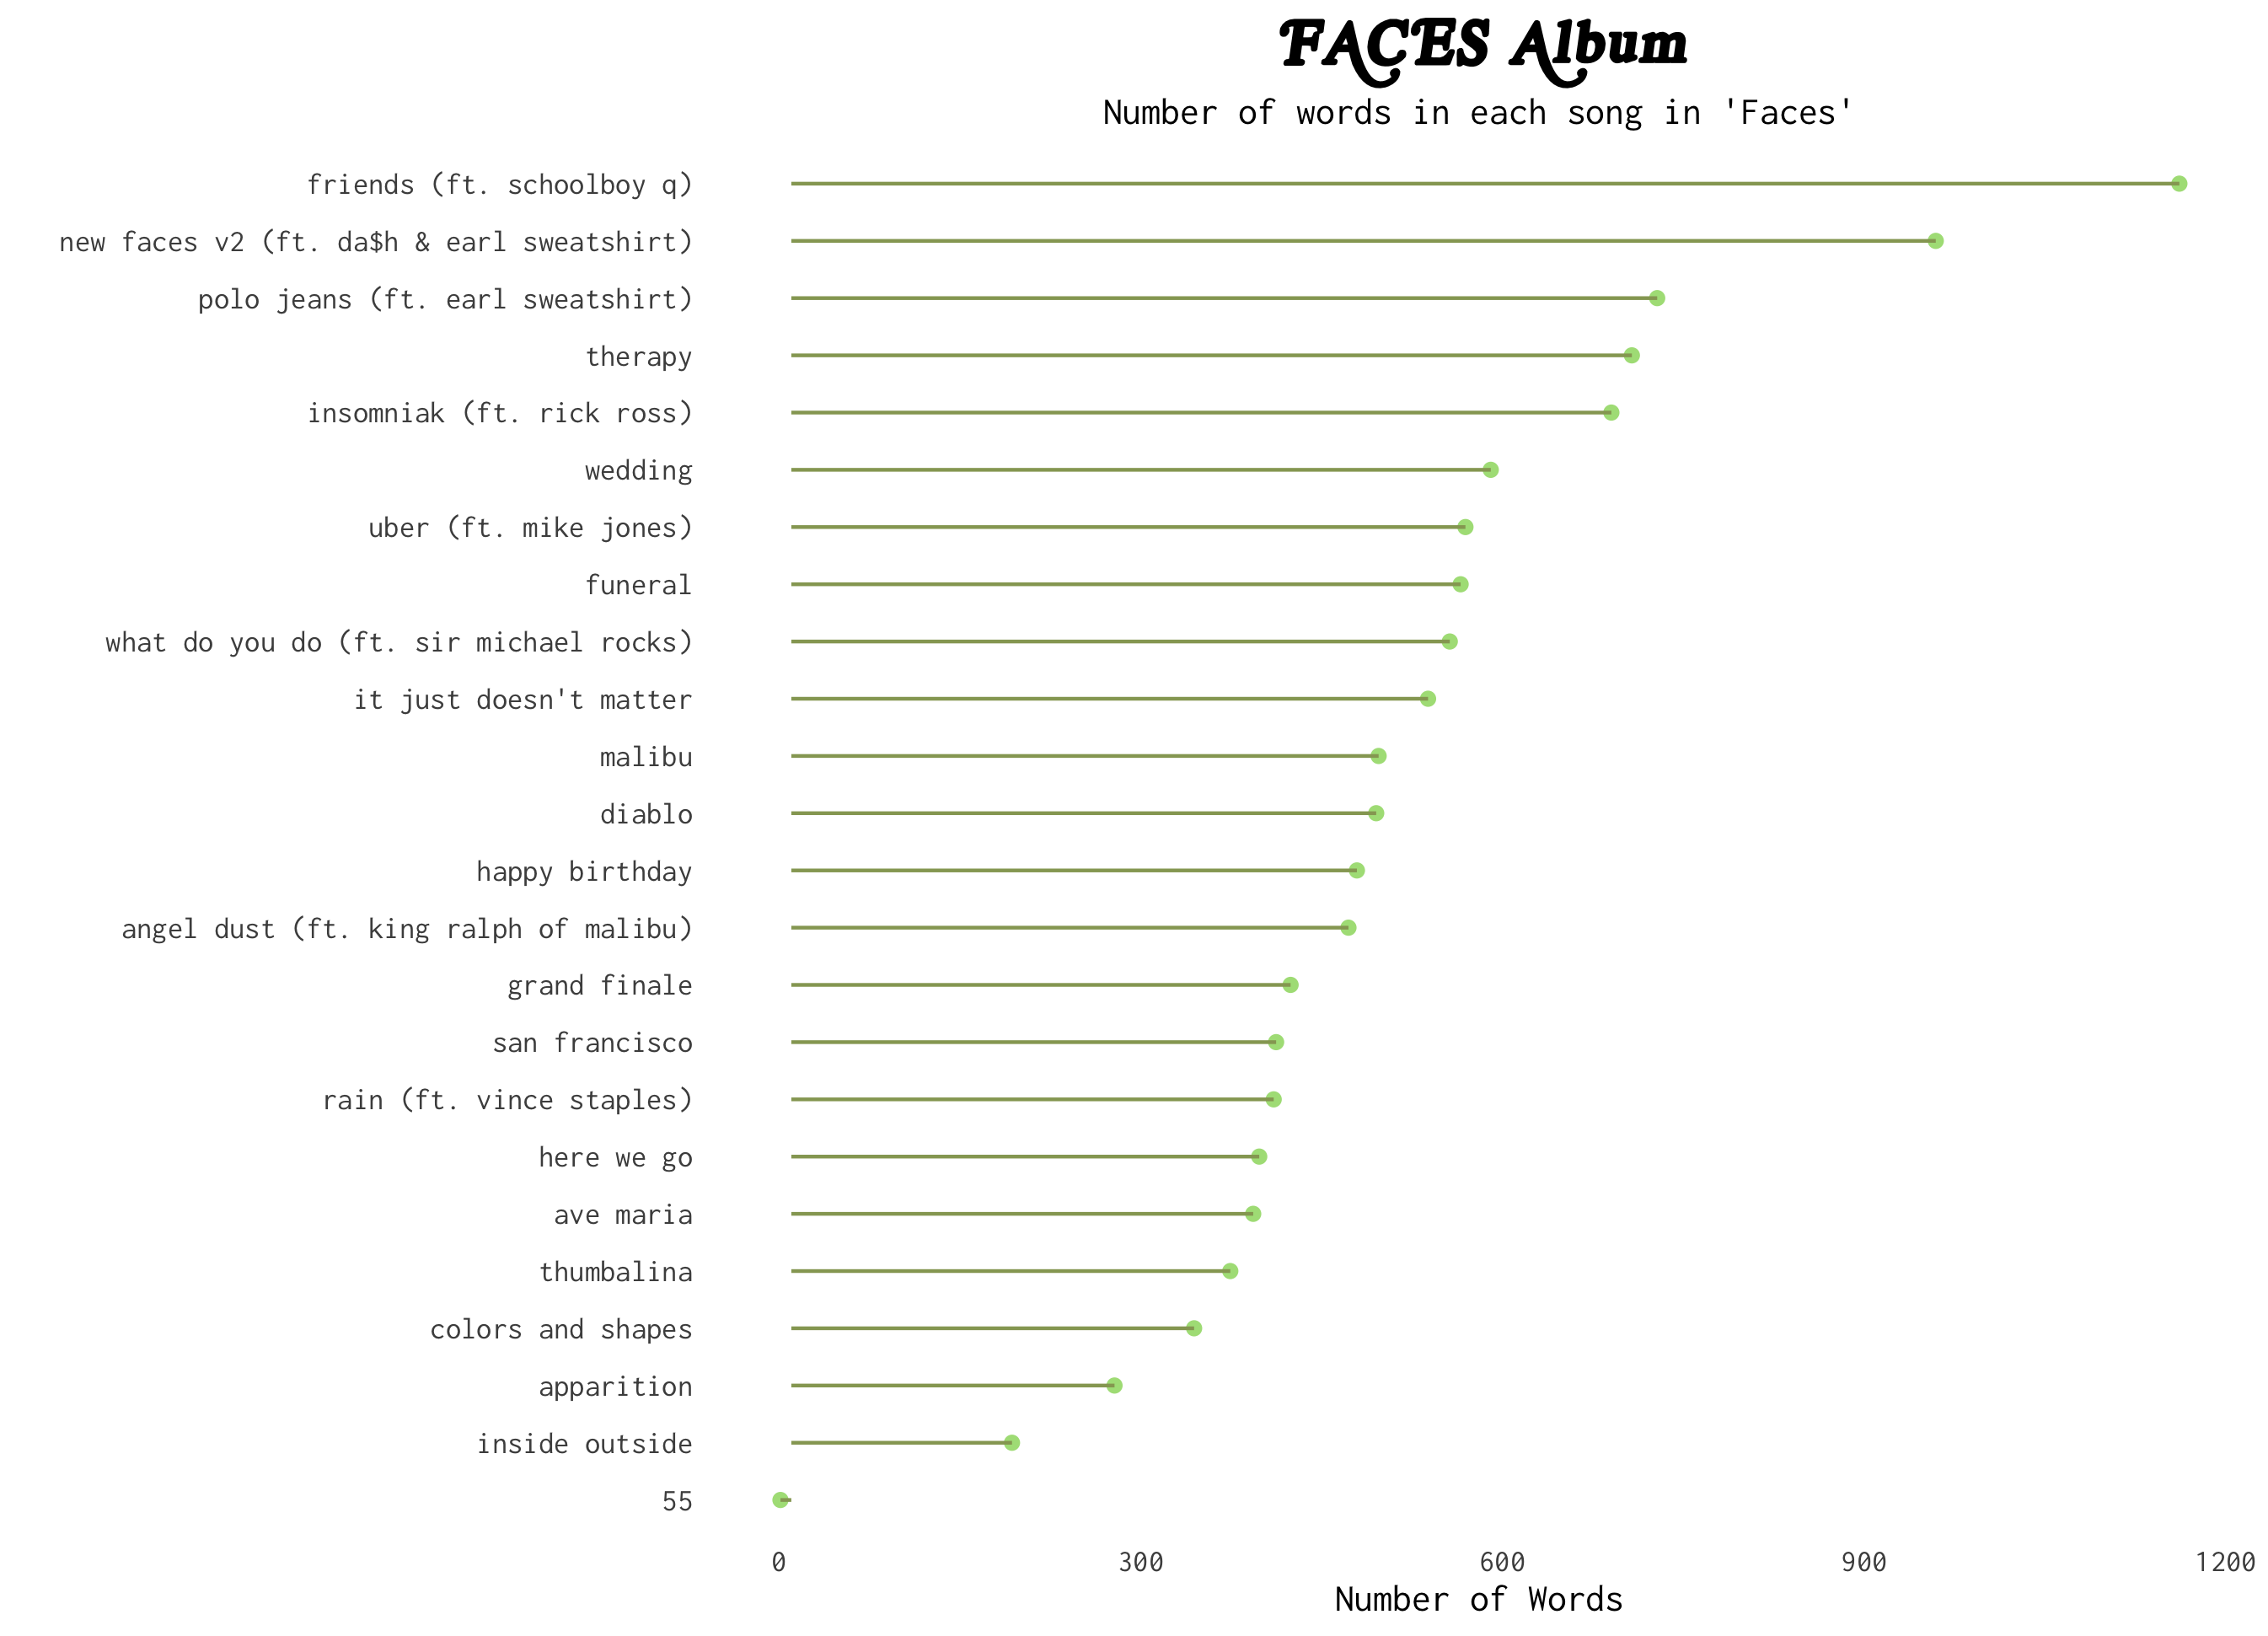 FACES Album
Number of words in each song in 'Faces'
friends (ft. schoolboy q)
new faces v2 (ft. da$h & earl sweatshirt)
polo jeans (ft. earl sweatshirt)
therapy
insomniak (ft. rick ross)
wedding
uber (ft. mike jones)
funeral
what do you do (ft. sir michael rocks)
it just doesn't matter
malibu
diablo
happy birthday
angel dust (ft. king ralph of malibu)
grand finale
san francisco
rain (ft. vince staples)
here we go
ave maria
thumbalina
colors and shapes
apparition
inside outside
55
0 300 600 900 1200
Number of Words